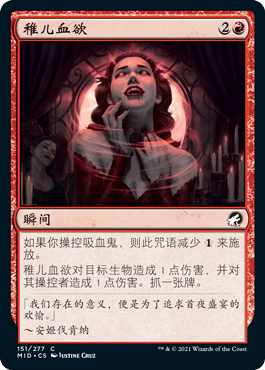 稚儿血欲 2
瞬间
如果你操控吸血鬼，则此咒语减少 1 来施
放。
稚儿血欲对目标生物造成 1 点伤害，并对
其操控者造成 1 点伤害。抓一张牌。
「我们存在的意义，便是为了追求首夜盛宴的
欢愉。」
～安姬伐肯纳
151/277 C
MID • CS JUSTINE CRUZ
™ & © 2021 Wizards of the Coast